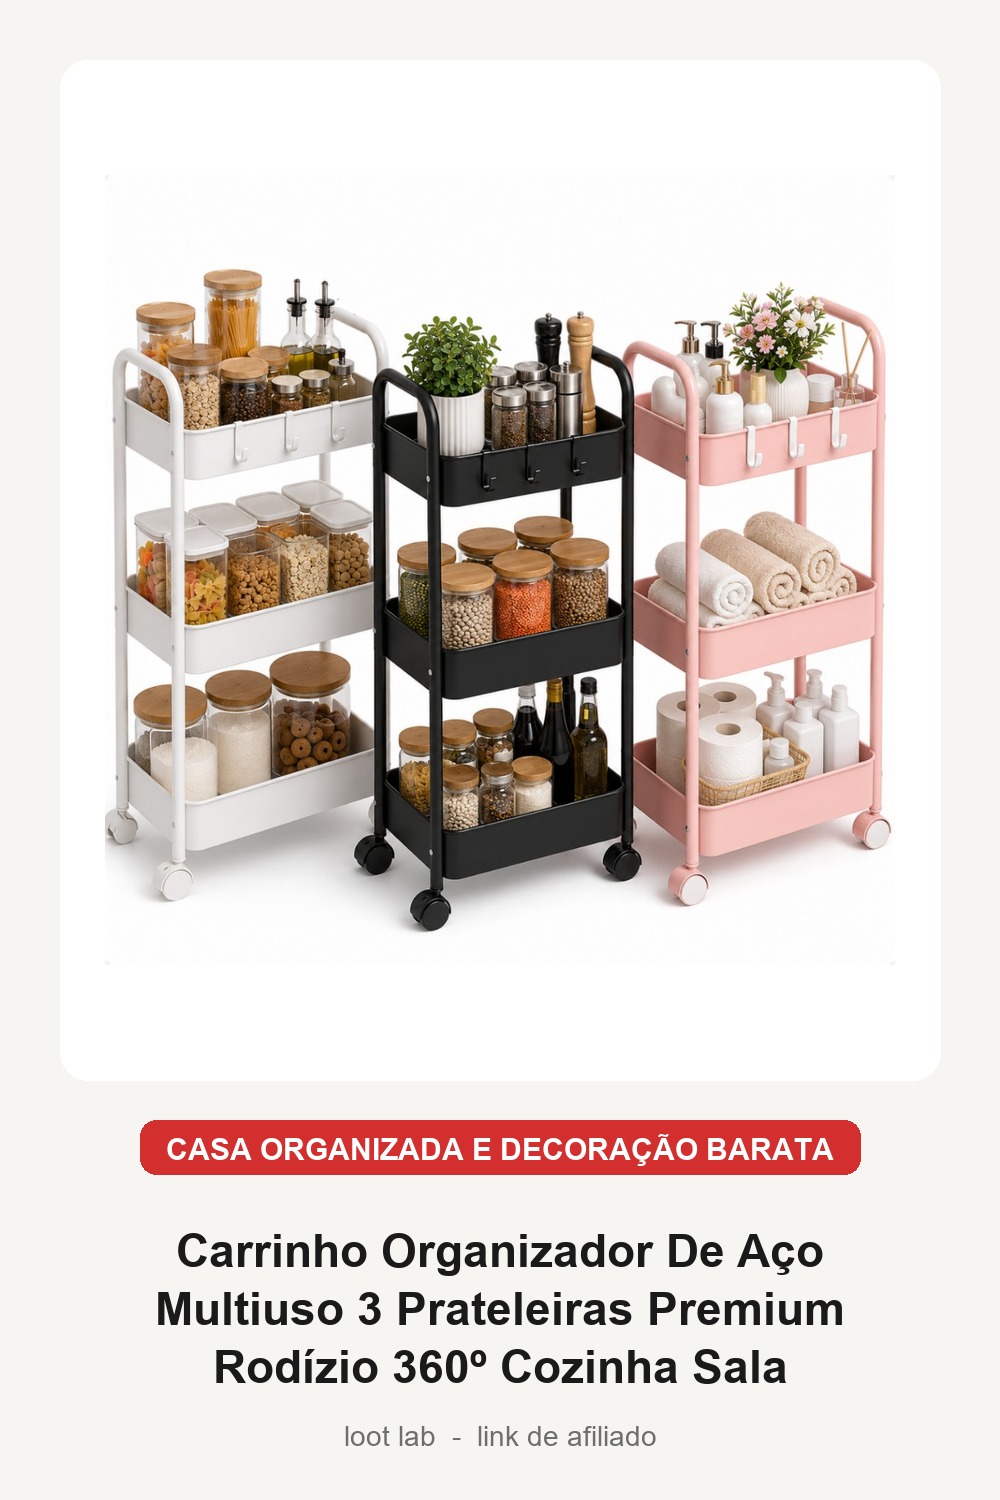 CASA ORGANIZADA E DECORAÇÃO BARATA
Carrinho Organizador De Aço
Multiuso 3 Prateleiras Premium
Rodízio 360º Cozinha Sala
loot lab - link de afiliado